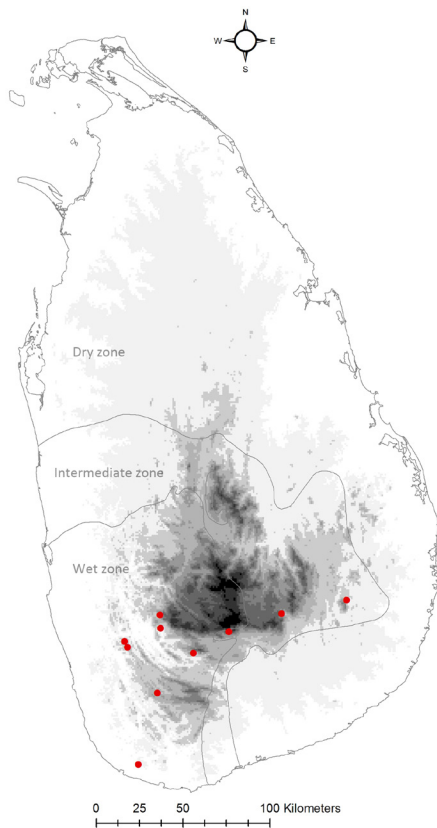 N
W E
S
Dry zone
Intermediate zone
Wet zone
0 25 50 100 Kilometers